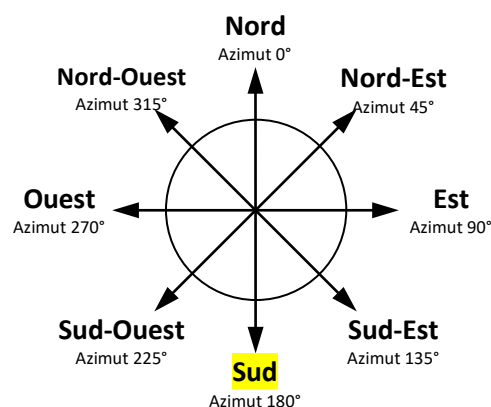 Nord
Azimut 0°
Nord-Ouest
Azimut 315°
Nord-Est
Azimut 45°
Ouest
Azimut 270°
Est
Azimut 90°
Sud-Ouest
Azimut 225°
Sud-Est
Azimut 135°
Sud
Azimut 180°